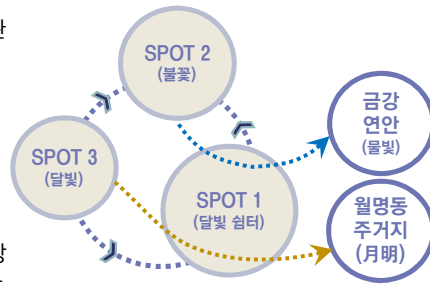 SPOT 2
(불꽃)
SPOT 3
(달빛)
SPOT 1
(달빛 쉼터)
금강
연안
(물빛)
월명동
주거지
(月明)